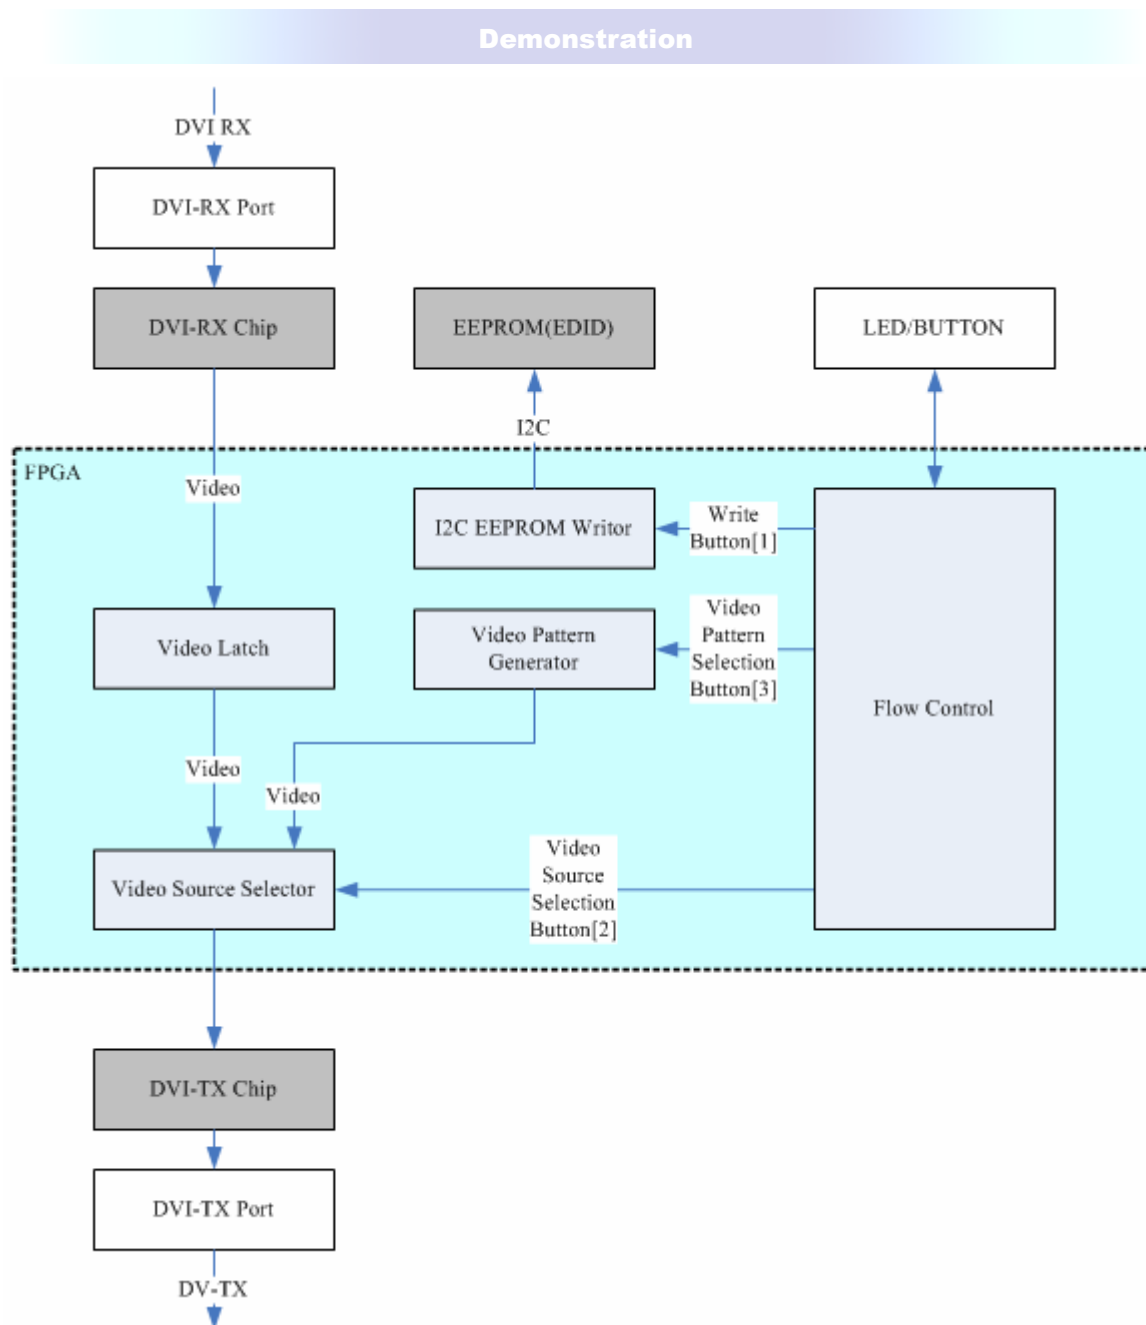 Demonstration
DVI RX
DVI-RX Port
DVI-RX Chip
EEPROM(EDID)
LED/BUTTON
I2C
FPGA
Video
I2C EEPROM Writor
Write
Button[1]
Video Latch
Video Pattern
Generator
Video
Pattern
Selection
Button[3]
Flow Control
Video
Video
Video Source Selector
Video
Source
Selection
Button[2]
DVI-TX Chip
DVI-TX Port
DV-TX